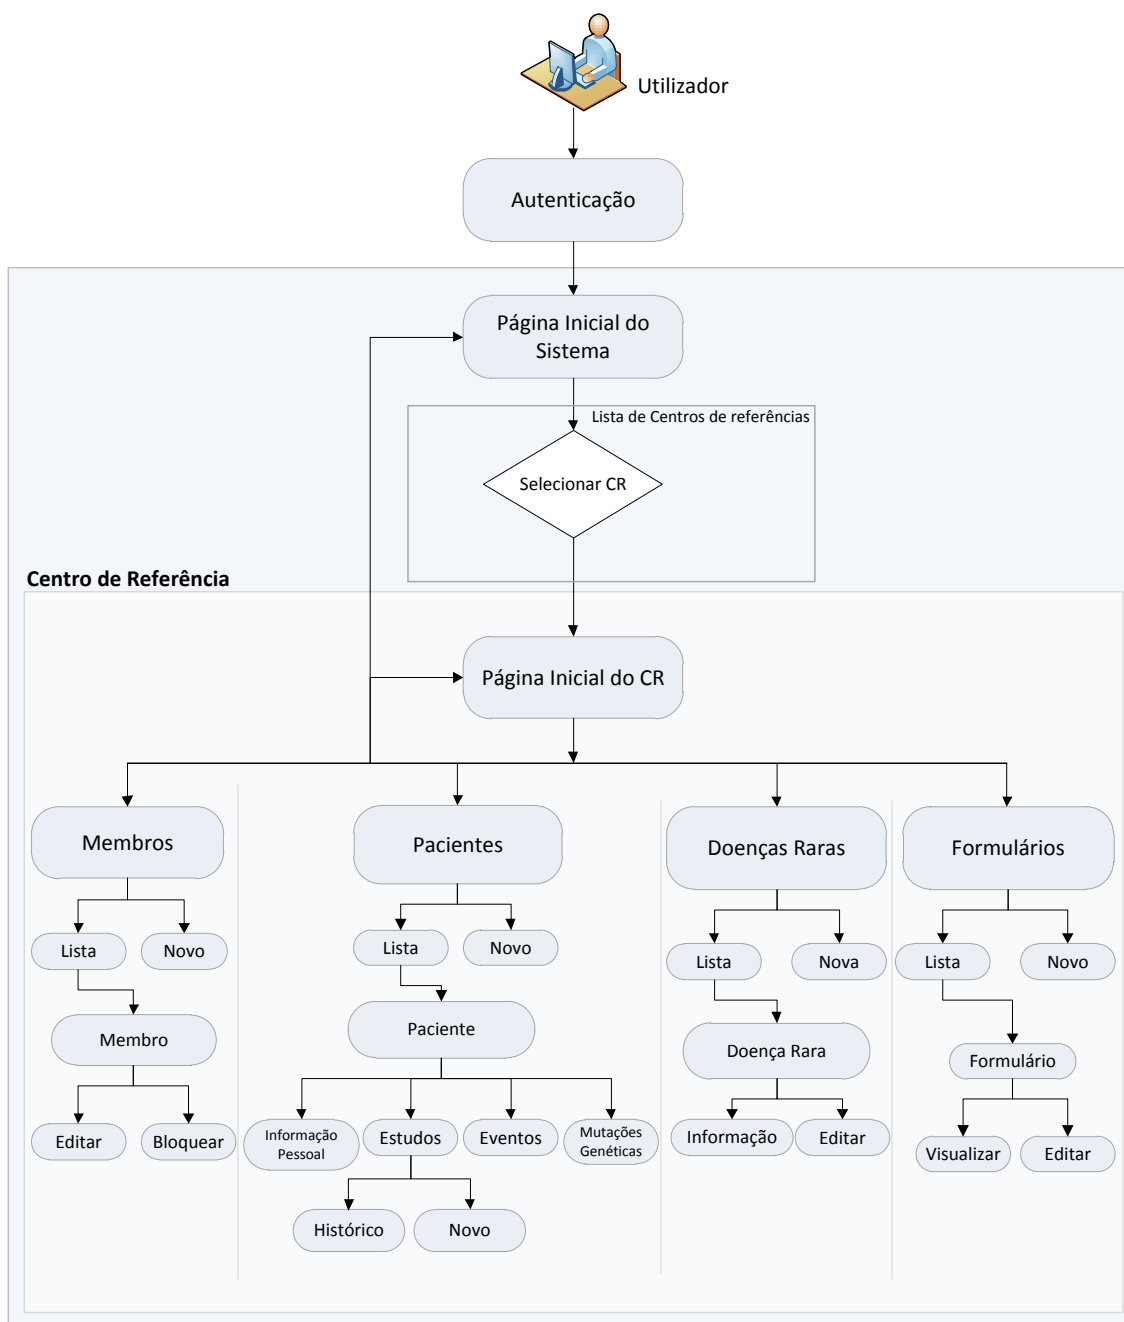 Utilizador
Autenticação
Página Inicial do
Sistema
Lista de Centros de referências
Selecionar CR
Centro de Referência
Página Inicial do CR
Membros
Pacientes
Doenças Raras
Formulários
Lista
Novo
Lista
Novo
Lista
Nova
Lista
Novo
Membro
Paciente
Doença Rara
Formulário
Editar
Bloquear
Informação
Pessoal
Estudos
Eventos
Mutações
Genéticas
Informação
Editar
Visualizar
Editar
Histórico
Novo